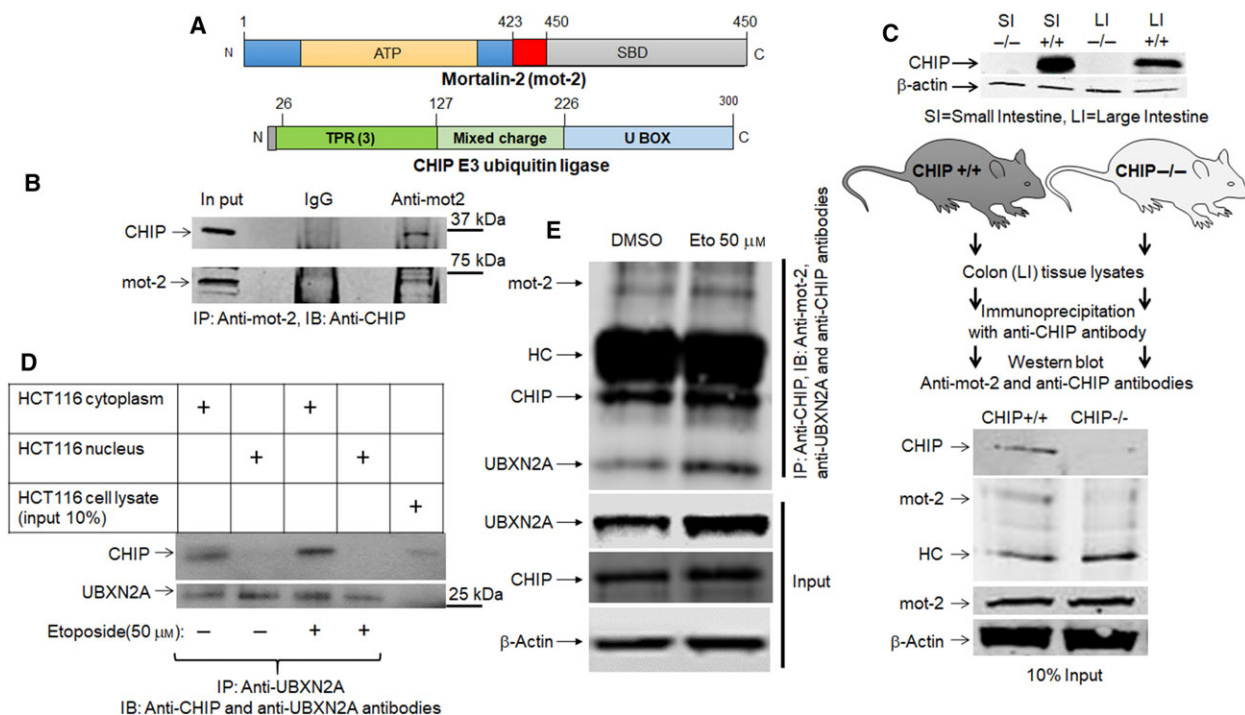 A
1 423 450 450
N ATP SBD C
Mortalin-2 (mot-2)
26 127 226 300
N TPR (3) Mixed charge U BOX C
CHIP E3 ubiquitin ligase
B
In put IgG Anti-mot2
CHIP 37 kDa
75 kDa
mot-2
IP: Anti-mot-2, IB: Anti-CHIP
C
SI SI LI LI
–/– +/+ –/– +/+
CHIP
β-actin
SI=Small Intestine, LI=Large Intestine
CHIP +/+ CHIP–/–
Colon (LI) tissue lysates
Immunoprecipitation
with anti-CHIP antibody
Western blot
Anti-mot-2 and anti-CHIP antibodies
CHIP+/+ CHIP-/-
CHIP
mot-2
HC
mot-2
β-Actin
10% Input
D
HCT116 cytoplasm + +
HCT116 nucleus + +
HCT116 cell lysate
(input 10%) +
CHIP
UBXN2A
25 kDa
Etoposide(50 μM): – – + +
IP: Anti-UBXN2A
IB: Anti-CHIP and anti-UBXN2A antibodies
E
DMSO Eto 50 μM
mot-2
HC
CHIP
UBXN2A
IP: Anti-CHIP, IB: Anti-mot-2,
anti-UBXN2A and anti-CHIP antibodies
UBXN2A
CHIP
β-Actin
Input